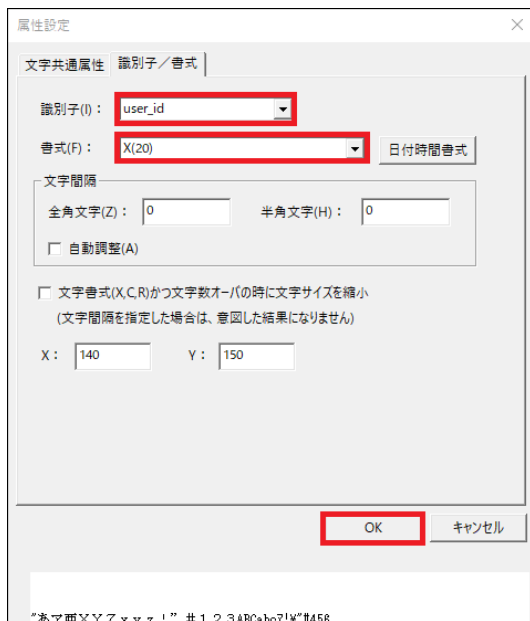 属性設定
文字共通属性 識別子/書式
識別子(I): user_id
書式(F): X(20) 日付時間書式
文字間隔
全角文字(Z): 0 半角文字(H): 0
自動調整(A)
文字書式(X,C,R)かつ文字数オーバの時に文字サイズを縮小
(文字間隔を指定した場合は、意図した結果になりません)
X: 140 Y: 150
OK キャンセル